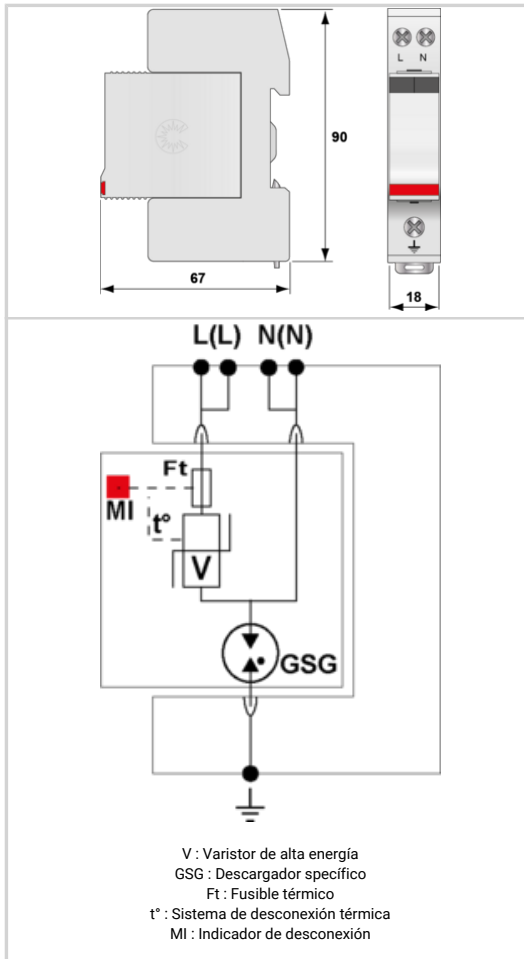 L N
90
67
18
L(L) N(N)
Ft
MI
t°
V
GSG
V : Varistor de alta energía
GSG : Descargador específico
Ft : Fusible térmico
t° : Sistema de desconexión térmica
MI : Indicador de desconexión